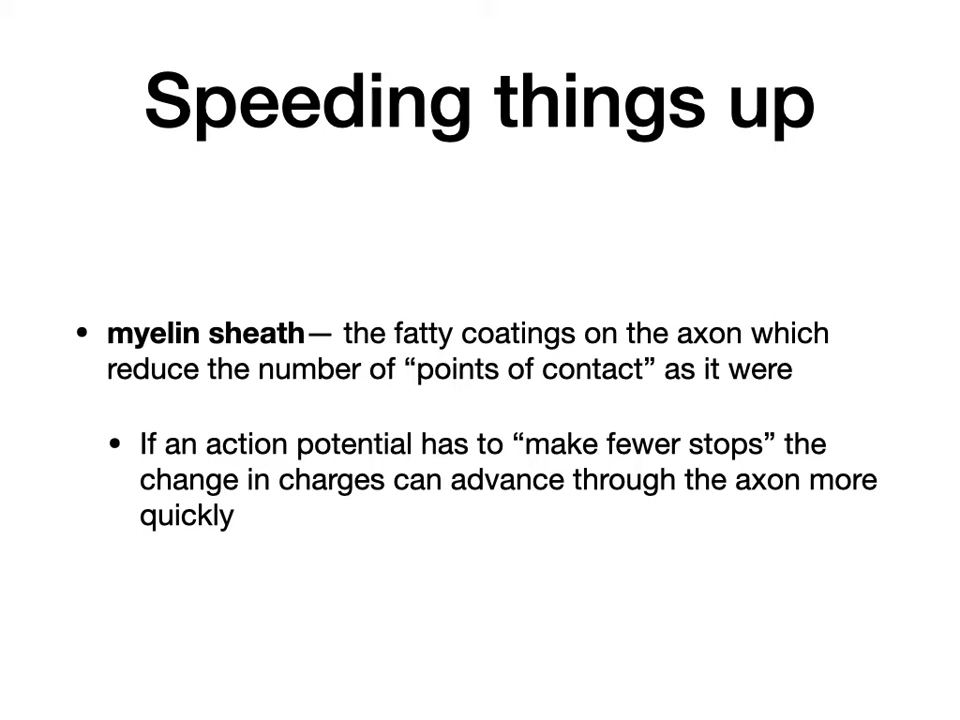 Speeding things up
• myelin sheath— the fatty coatings on the axon which
reduce the number of “points of contact” as it were
• If an action potential has to “make fewer stops” the
change in charges can advance through the axon more
quickly